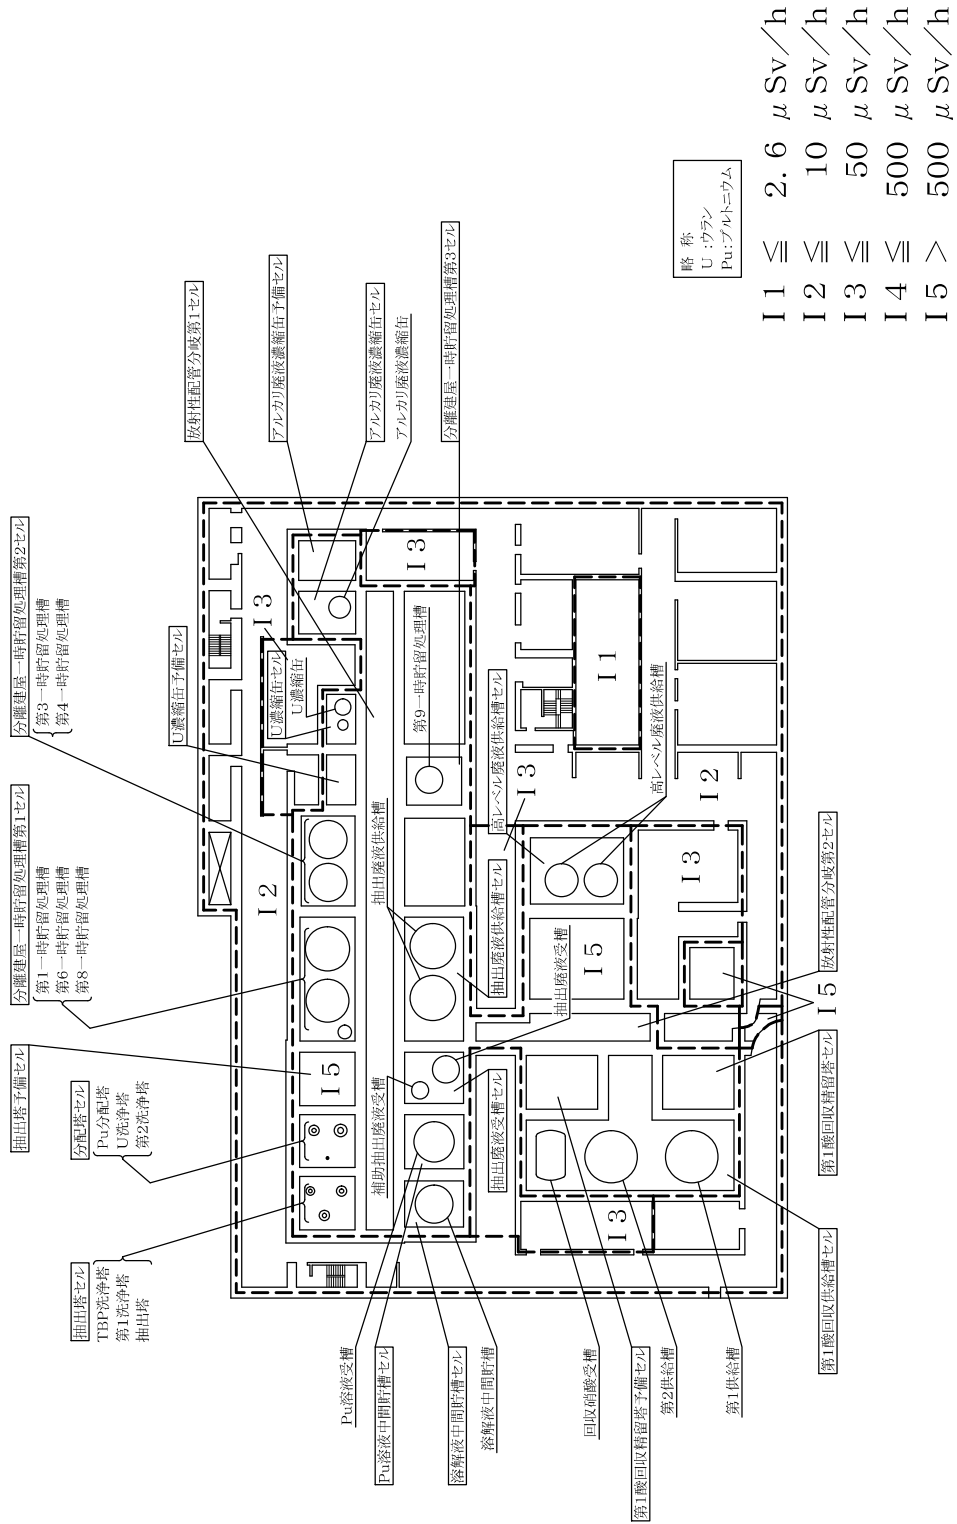 分離建屋一時貯留処理槽第2セル
第3一時貯留処理槽
第4一時貯留処理槽
分離建屋一時貯留処理槽第1セル
第1一時貯留処理槽
第6一時貯留処理槽
第8一時貯留処理槽
抽出塔予備セル
分配塔セル
Pu分配塔
U洗浄塔
第2洗浄塔
抽出塔セル
TBP洗浄塔
第1洗浄塔
抽出塔
U濃縮缶予備セル
放射性配管分岐第1セル
アルカリ廃液濃縮缶予備セル
アルカリ廃液濃縮缶セル
アルカリ廃液濃縮缶
分離建屋一時貯留処理槽第3セル
I3
U濃縮缶セル
U濃縮缶
I3
第9一時貯留処理槽
I2
I5
抽出廃液供給槽
補助抽出廃液受槽
高レベル廃液供給槽セル
I3
抽出廃液供給槽セル
抽出廃液受槽
抽出廃液受槽セル
I1
高レベル廃液供給槽
I2
I3
I5
I3
放射性配管分岐第2セル
I5
第1酸回収精留塔セル
第1酸回収供給槽セル
Pu溶液受槽
Pu溶液中間貯槽セル
溶解液中間貯槽セル
溶解液中間貯槽
回収硝酸受槽
第1酸回収精留塔予備セル
第2供給槽
第1供給槽
略 称
U :ウラン
Pu:プルトニウム
I1 ≦ 2.6 μSv/h
I2 ≦ 10 μSv/h
I3 ≦ 50 μSv/h
I4 ≦ 500 μSv/h
I5 > 500 μSv/h